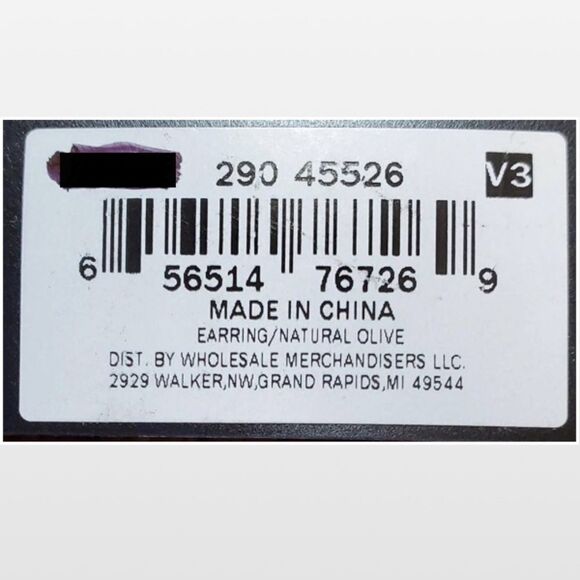 290 45526 V3
6 56514 76726 9
MADE IN CHINA
EARRING/NATURAL OLIVE
DIST. BY WHOLESALE MERCHANDISERS LLC.
2929 WALKER,NW,GRAND RAPIDS,MI 49544